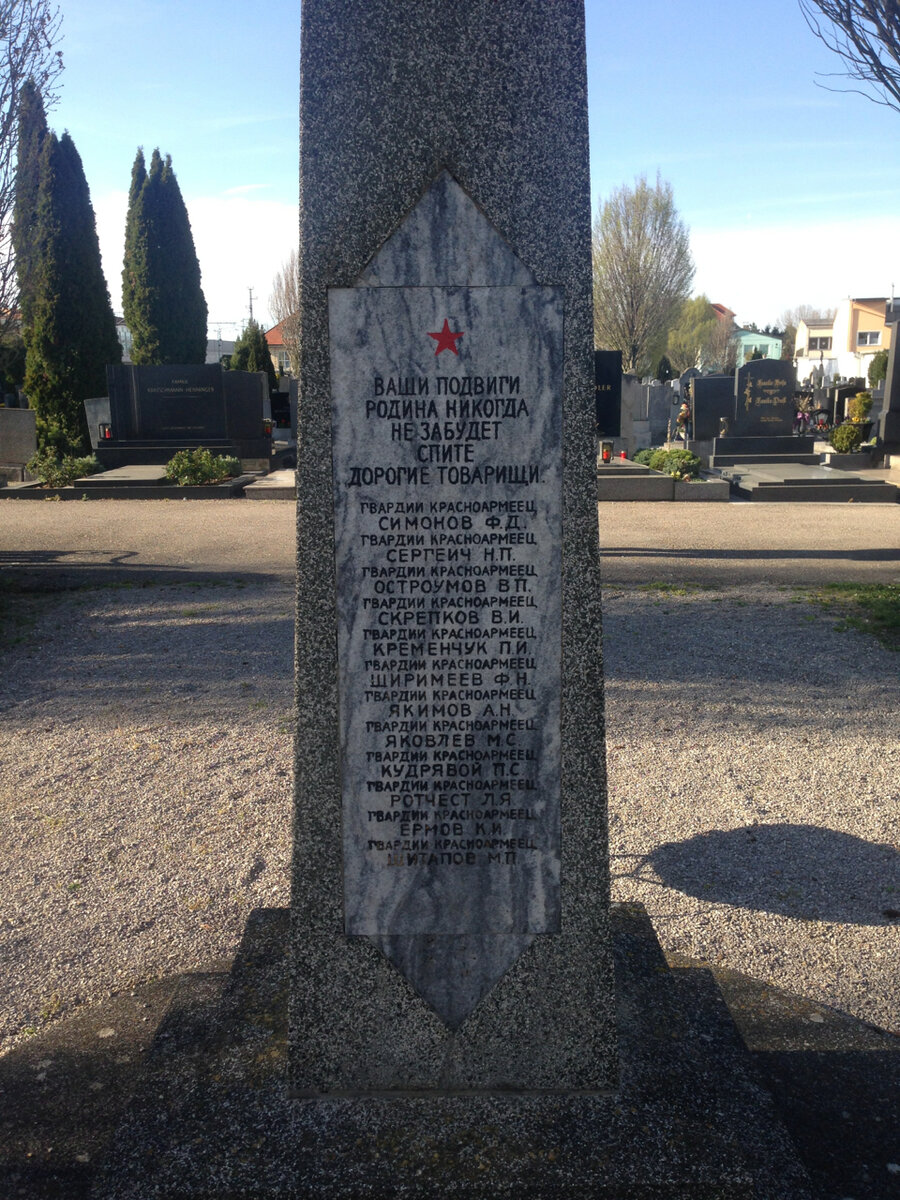 ВАШИ ПОДВИГИ
РОДИНА НИКОГДА
НЕ ЗАБУДЕТ
СПИТЕ
ДОРОГИЕ ТОВАРИЩИ.
ГВАРДИИ КРАСНОАРМЕЕЦ
СИМОНОВ Ф.Д.
ГВАРДИИ КРАСНОАРМЕЕЦ
СЕРГЕИЧ Н.П.
ГВАРДИИ КРАСНОАРМЕЕЦ
ОСТРОУМОВ В.П.
ГВАРДИИ КРАСНОАРМЕЕЦ
СКРЕПКОВ В.И.
ГВАРДИИ КРАСНОАРМЕЕЦ
КРЕМЕНЧУК П.И.
ГВАРДИИ КРАСНОАРМЕЕЦ
ШИРИМЕЕВ Ф.Н.
ГВАРДИИ КРАСНОАРМЕЕЦ
ЯКИМОВ А.Н.
ГВАРДИИ КРАСНОАРМЕЕЦ
ЯКОВЛЕВ М.С.
ГВАРДИИ КРАСНОАРМЕЕЦ
КУДРЯВОЙ П.С.
ГВАРДИИ КРАСНОАРМЕЕЦ
РОТЧЕСТ Л.Я.
ГВАРДИИ КРАСНОАРМЕЕЦ
ЕРМОВ К.И.
ГВАРДИИ КРАСНОАРМЕЕЦ
ШИТАПОВ М.П.
FAMILIE